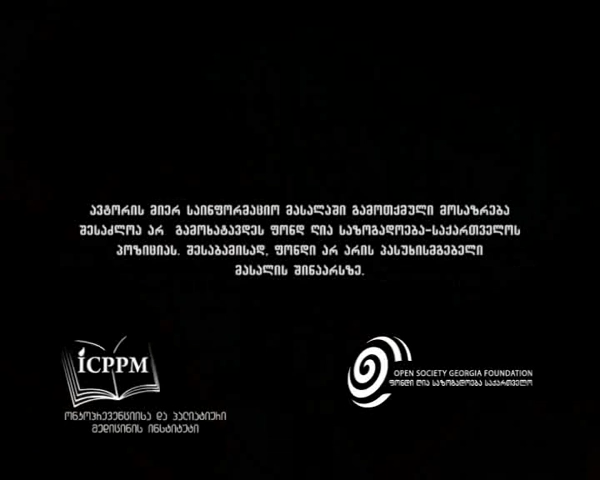 ავტორის მიერ საინფორმაციო მასალაში გამოთქმული მოსაზრება
შესაძლოა არ გამოხატავდეს ფონდ ღია საზოგადოება-საქართველოს
პოზიციას. შესაბამისად, ფონდი არ არის პასუხისმგებელი
მასალის შინაარსზე.
ICPPM
ონკოპრევენციისა და პალიატიური
მედიცინის ინსტიტუტი
OPEN SOCIETY GEORGIA FOUNDATION
ფონდი ღია საზოგადოება საქართველო